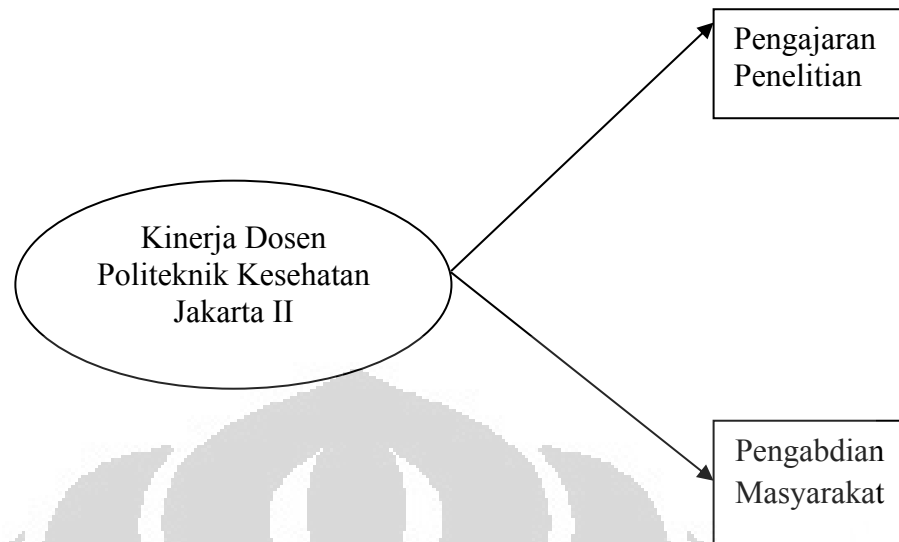 Pengajaran
Penelitian
Kinerja Dosen
Politeknik Kesehatan
Jakarta II
Pengabdian
Masyarakat